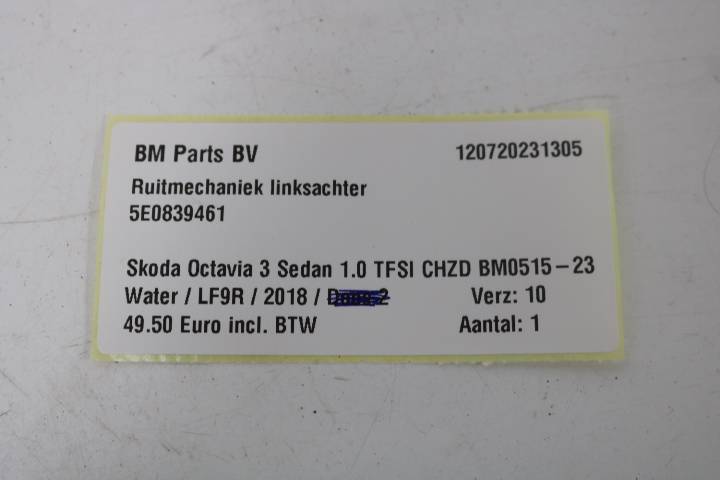 BM Parts BV 120720231305
Ruitmechaniek linksachter
5E0839461
Skoda Octavia 3 Sedan 1.0 TFSI CHZD BM0515-23
Water / LF9R / 2018 / Verz: 10
49.50 Euro incl. BTW Aantal: 1